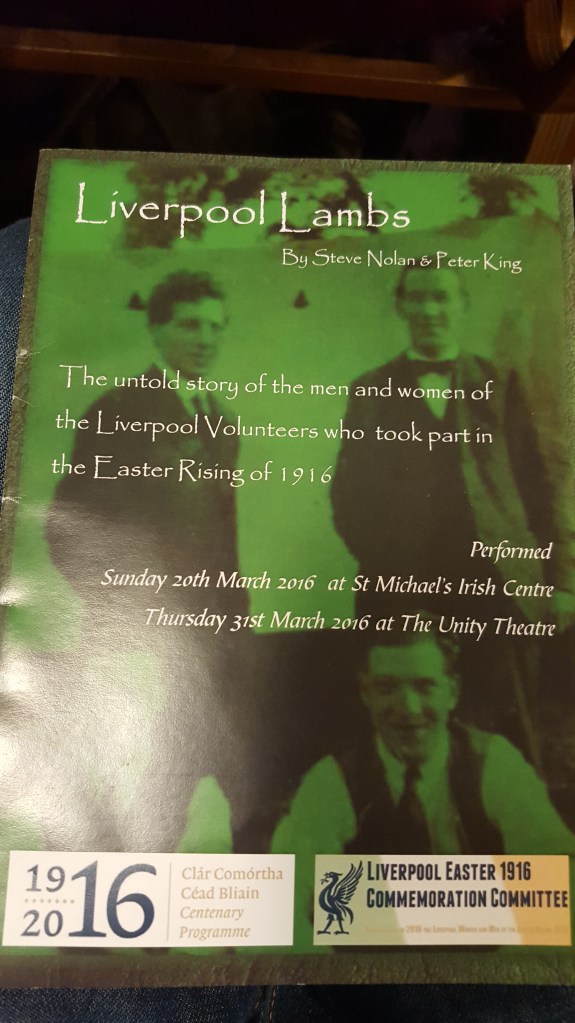 Liverpool Lambs
By Steve Nolan & Peter King
The untold story of the men and women of
the Liverpool Volunteers who took part in
the Easter Rising of 1916
Performed
Sunday 20th March 2016 at St Michael's Irish Centre
Thursday 31st March 2016 at The Unity Theatre
1916
2016
Clár Comórtha
Céad Bliain
Centenary
Programme
Liverpool Easter 1916
Commemoration Committee